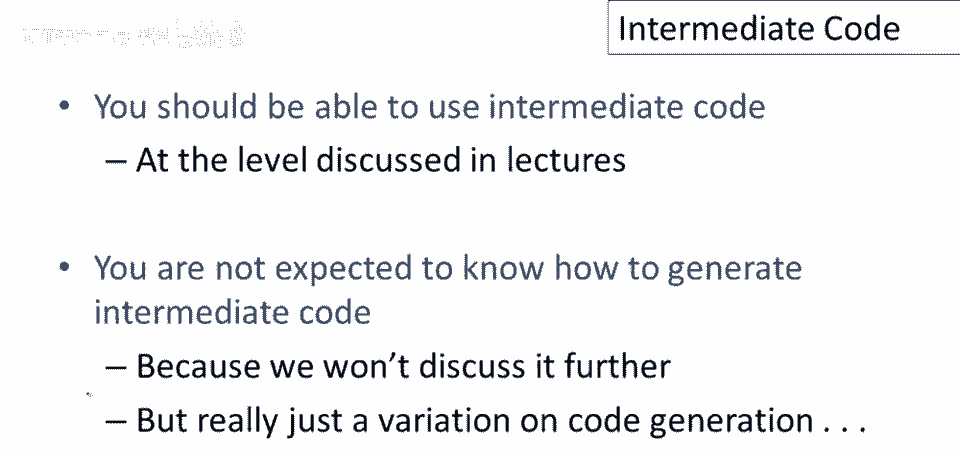 Intermediate Code
• You should be able to use intermediate code
– At the level discussed in lectures
• You are not expected to know how to generate
intermediate code
– Because we won’t discuss it further
– But really just a variation on code generation . . .